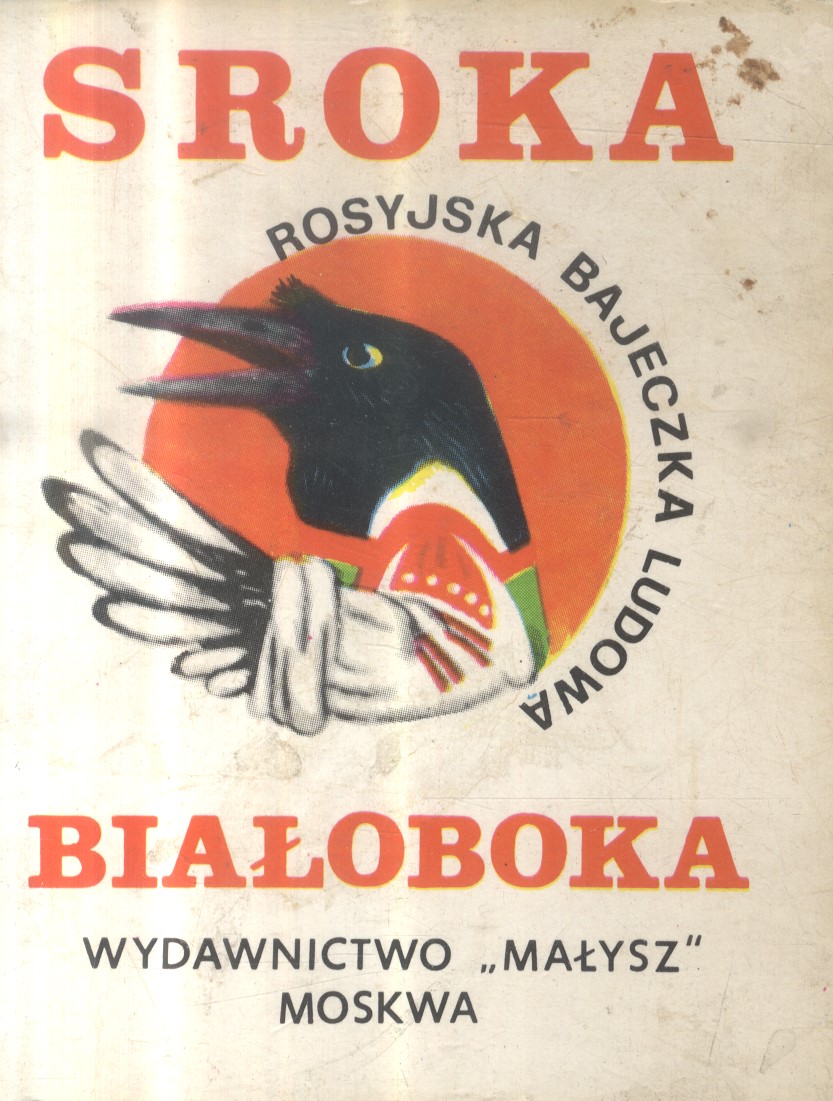 SROKA
ROSYJSKA BAJECZKA LUDOWA
BIAŁOBOKA
WYDAWNICTWO „MAŁYSZ"
MOSKWA